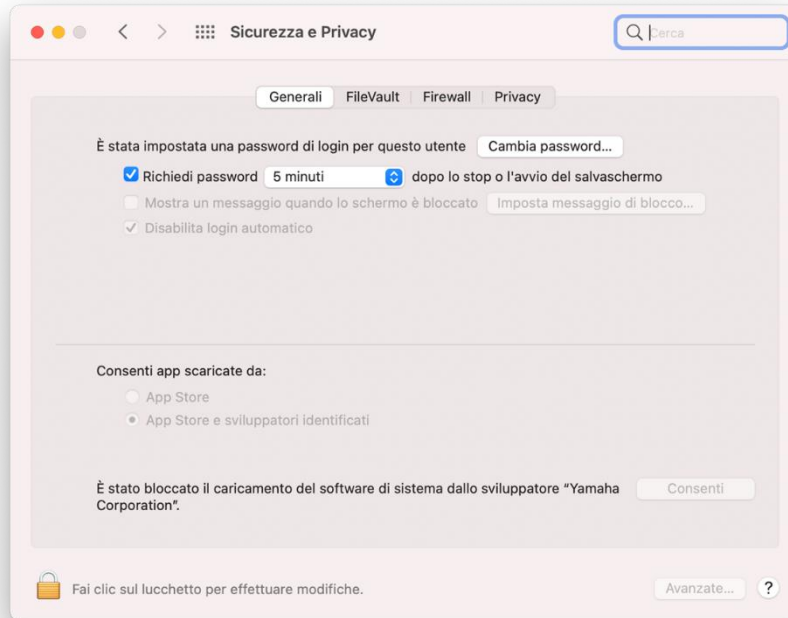 Sicurezza e Privacy
Cerca
Generali FileVault Firewall Privacy
È stata impostata una password di login per questo utente Cambia password...
Richiedi password 5 minuti dopo lo stop o l'avvio del salvaschermo
Mostra un messaggio quando lo schermo è bloccato Imposta messaggio di blocco...
Disabilita login automatico
Consenti app scaricate da:
App Store
App Store e sviluppatori identificati
È stato bloccato il caricamento del software di sistema dallo sviluppatore “Yamaha Consenti
Corporation”.
Fai clic sul lucchetto per effettuare modifiche. Avanzate... ?